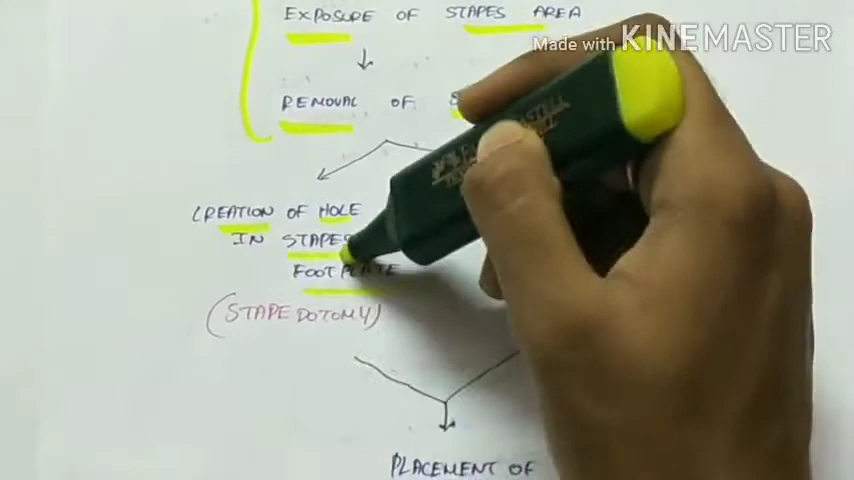 EXPOSURE OF STAPES AREA
Made with KINEMASTER
REMOVAL OF
CREATION OF HOLE
IN STAPES
FOOTPLATE
(STAPEDOTOMY)
PLACEMENT OF